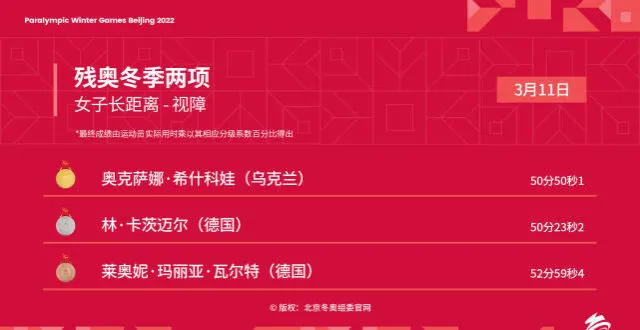 Paralympic Winter Games Beijing 2022
残奥冬季两项
女子长距离 - 视障
3月11日
*最终成绩由运动员实际用时乘以其相应分级系数百分比得出
奥克萨娜·希什科娃（乌克兰） 50分50秒1
林·卡茨迈尔（德国） 50分23秒2
莱奥妮·玛丽亚·瓦尔特（德国） 52分59秒4
© 版权：北京冬奥组委官网